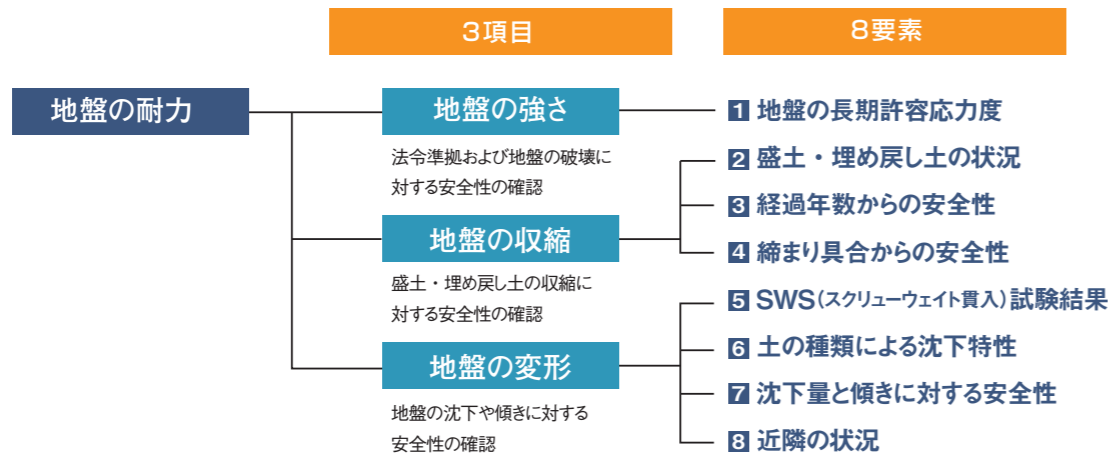 3項目
8要素
地盤の耐力
地盤の強さ
法令準拠および地盤の破壊に
対する安全性の確認
地盤の収縮
盛土・埋め戻し土の収縮に
対する安全性の確認
地盤の変形
地盤の沈下や傾きに対する
安全性の確認
1 地盤の長期許容応力度
2 盛土・埋め戻し土の状況
3 経過年数からの安全性
4 締まり具合からの安全性
5 SWS(スクリューウェイト貫入)試験結果
6 土の種類による沈下特性
7 沈下量と傾きに対する安全性
8 近隣の状況